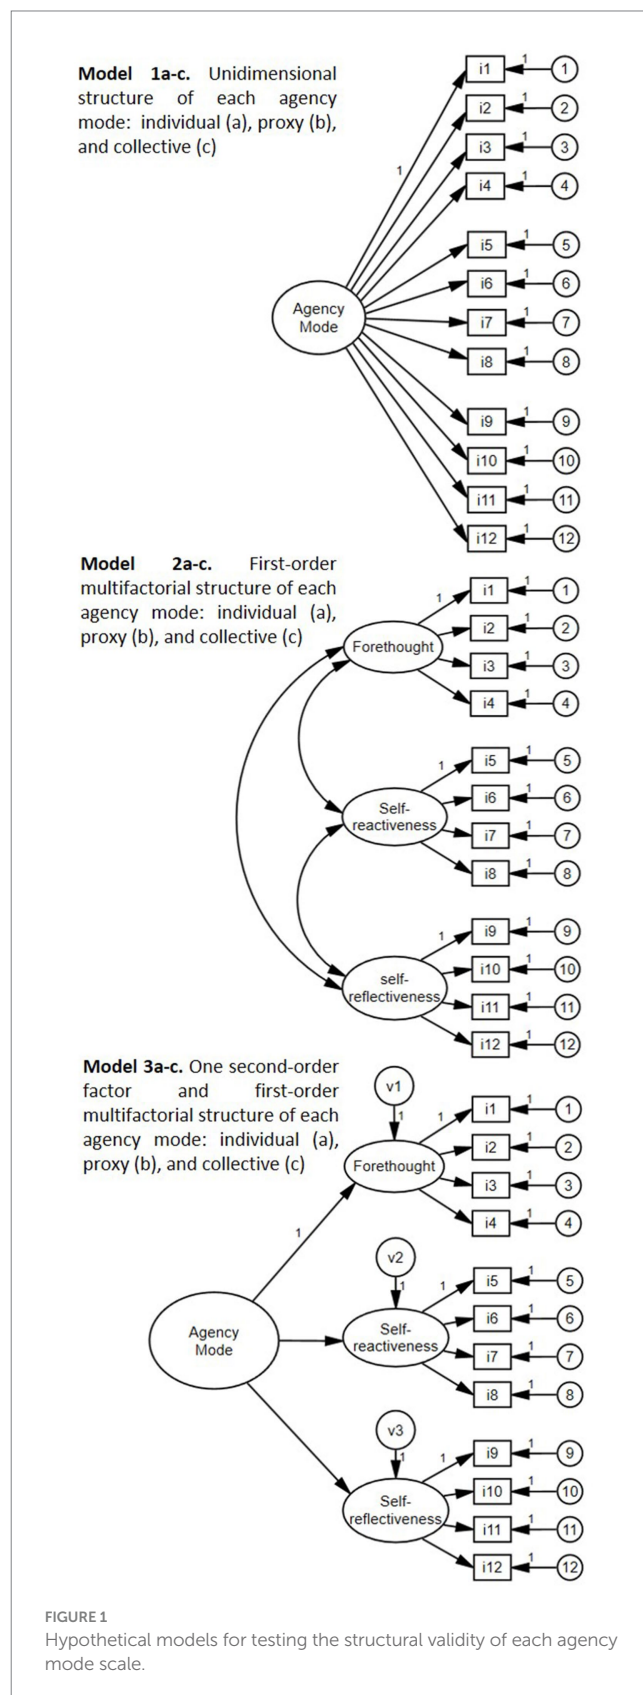 Model 1a-c. Unidimensional
structure of each agency
mode: individual (a), proxy (b),
and collective (c)
1
i1 1 1
i2 1 2
i3 1 3
i4 1 4
i5 1 5
i6 1 6
i7 1 7
i8 1 8
Agency
Mode
i9 1 9
i10 1 10
i11 1 11
i12 1 12
Model 2a-c. First-order
multifactorial structure of each
agency mode: individual (a),
proxy (b), and collective (c)
Forethought
1
i1 1 1
i2 1 2
i3 1 3
i4 1 4
Self-
reactiveness
1
i5 1 5
i6 1 6
i7 1 7
i8 1 8
self-
reflectiveness
1
i9 1 9
i10 1 10
i11 1 11
i12 1 12
Model 3a-c. One second-order
factor and first-order
multifactorial structure of each
agency mode: individual (a),
proxy (b), and collective (c)
v1
1
Forethought
1
i1 1 1
i2 1 2
i3 1 3
i4 1 4
1
Agency
Mode
v2
1
Self-
reactiveness
1
i5 1 5
i6 1 6
i7 1 7
i8 1 8
v3
1
Self-
reflectiveness
1
i9 1 9
i10 1 10
i11 1 11
i12 1 12
FIGURE 1
Hypothetical models for testing the structural validity of each agency
mode scale.